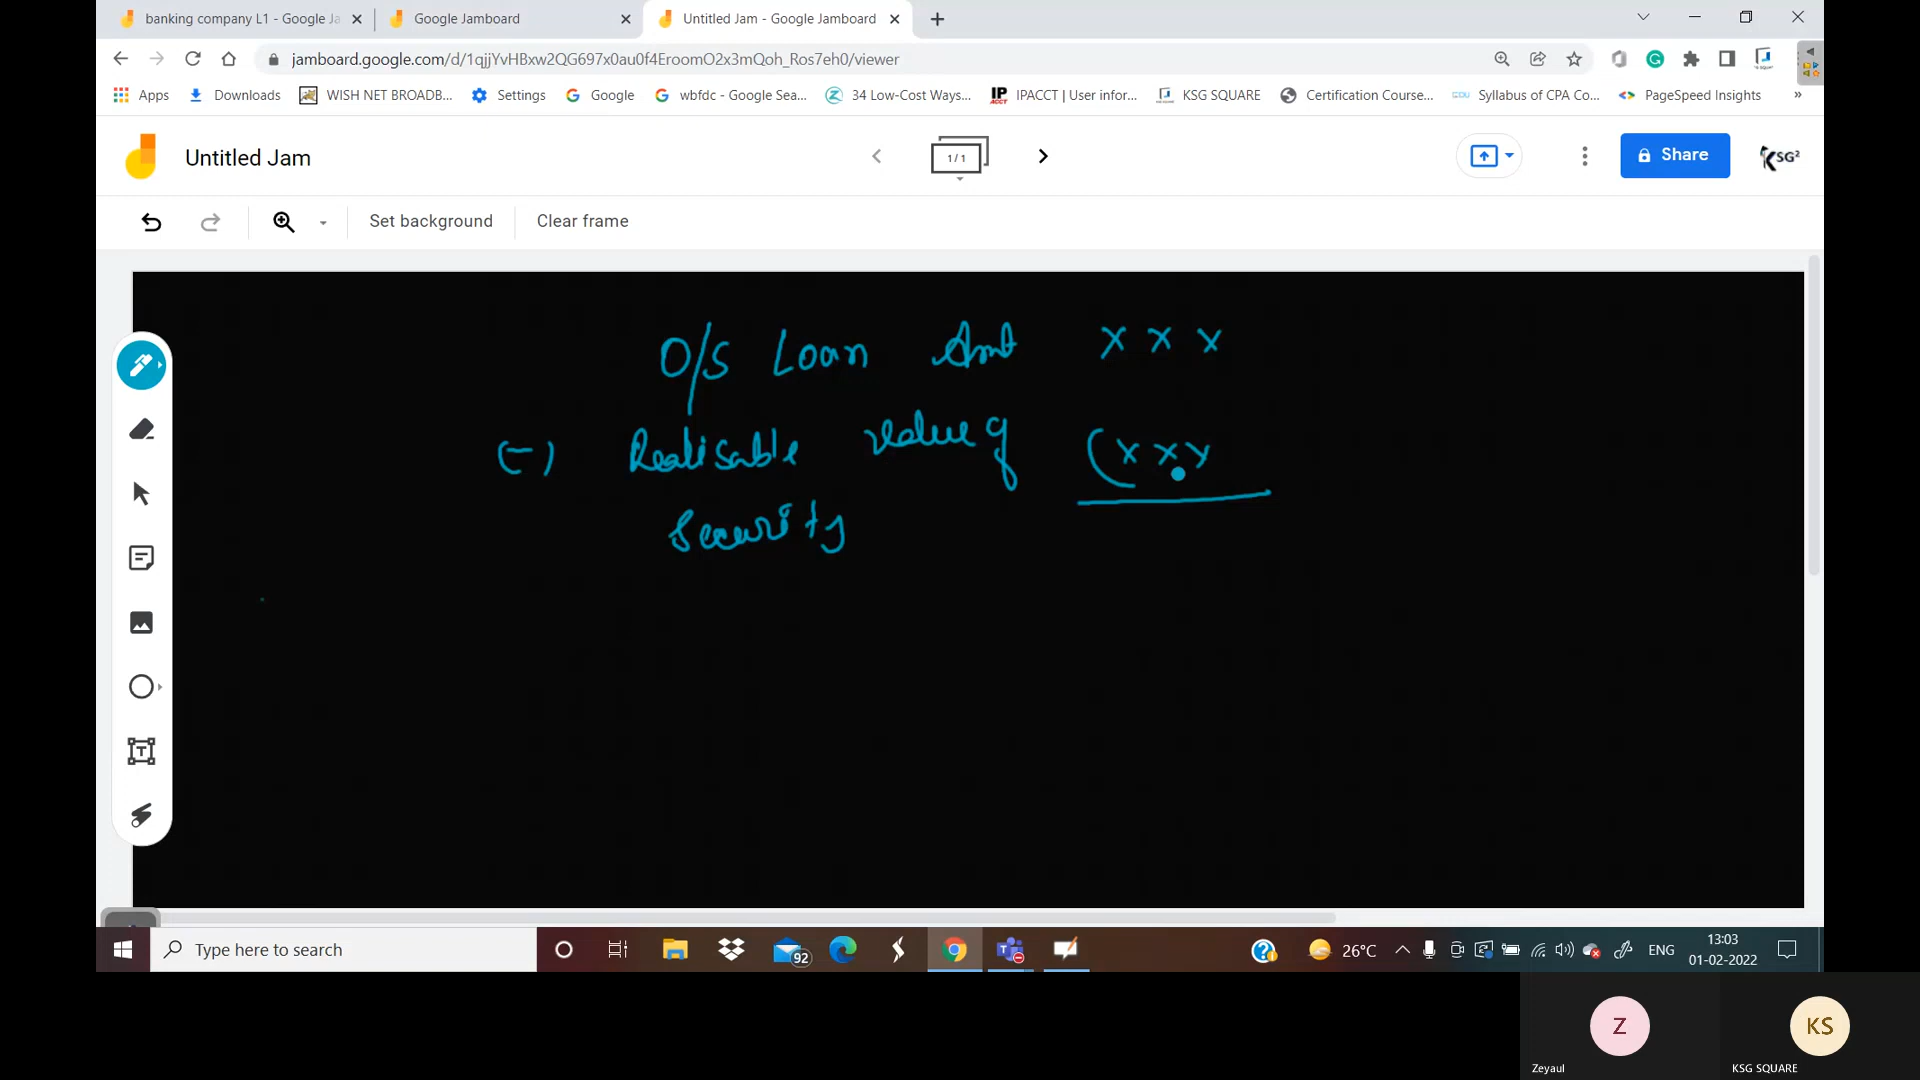 banking company L1 - Google Ja
Google Jamboard
Untitled Jam - Google Jamboard
jamboard.google.com/d/1qjjYvHBxw2QG697x0au0f4EroomO2x3mQoh_Ros7eh0/viewer
Apps
Downloads
WISH NET BROADB...
Settings
Google
wbfdc - Google Sea...
34 Low-Cost Ways...
IPACCT | User infor...
KSG SQUARE
Certification Course...
Syllabus of CPA Co...
PageSpeed Insights
»
Untitled Jam
1/1
Share
KSG²
Set background
Clear frame
O/S Loan Amt x x x
(-) Realisable value of (x x x
Security
Type here to search
92
26°C
ENG
13:03
01-02-2022
Z
KS
Zeyaul
KSG SQUARE